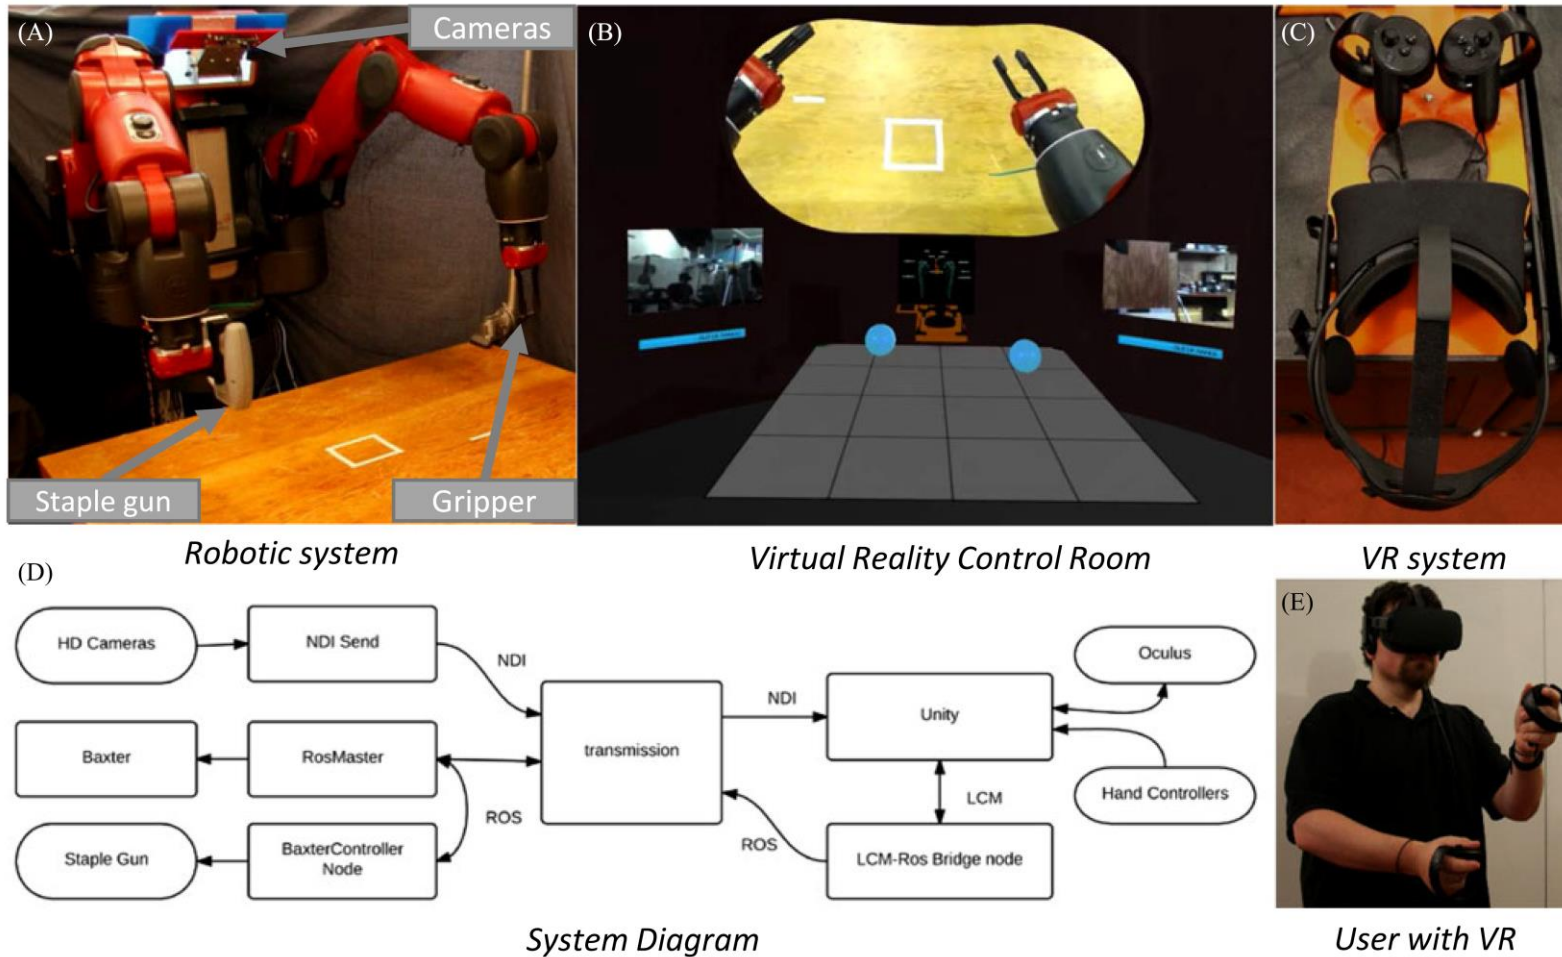 (A)
Cameras
Staple gun
Gripper
Robotic system
(B)
Virtual Reality Control Room
(C)
VR system
(D)
HD Cameras
NDI Send
NDI
NDI
Oculus
Unity
transmission
Baxter
RosMaster
ROS
ROS
LCM
Hand Controllers
Staple Gun
BaxterController
Node
LCM-Ros Bridge node
System Diagram
(E)
User with VR